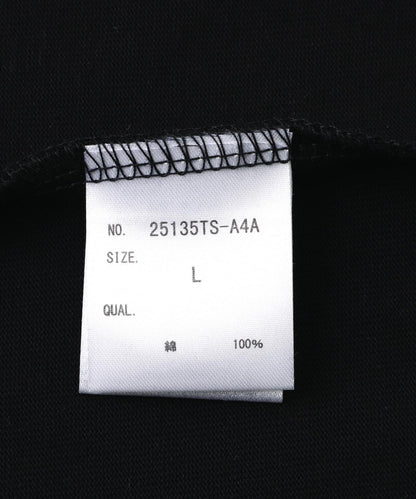 NO. 25135TS-A4A
SIZE.
L
QUAL.
綿 100%